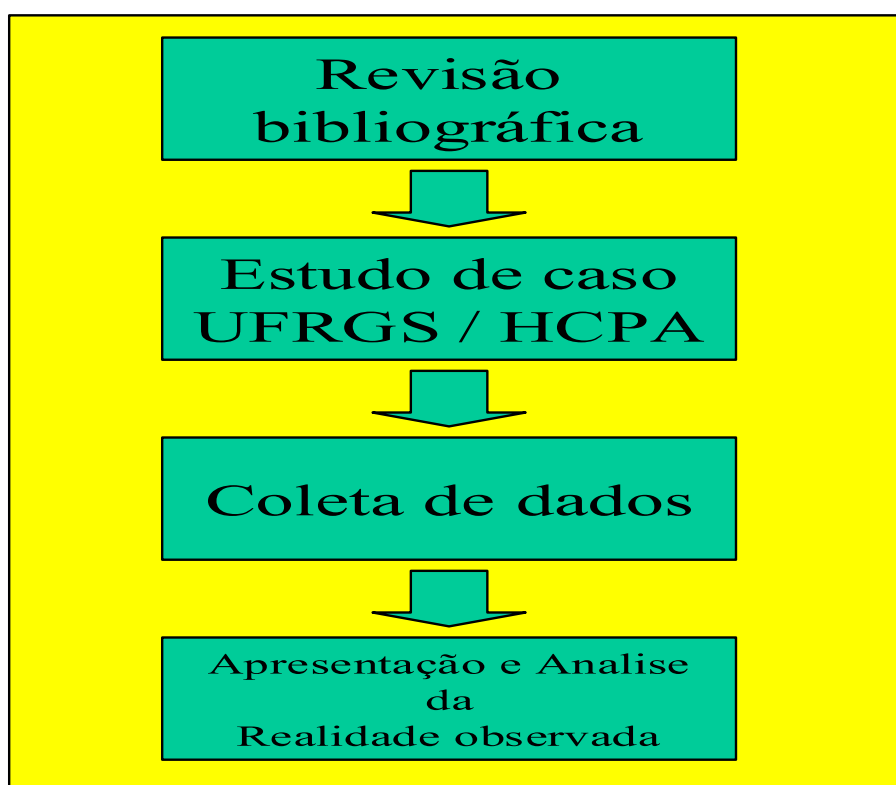 Revisão
bibliográfica
Estudo de caso
UFRGS / HCPA
Coleta de dados
Apresentação e Analise
da
Realidade observada